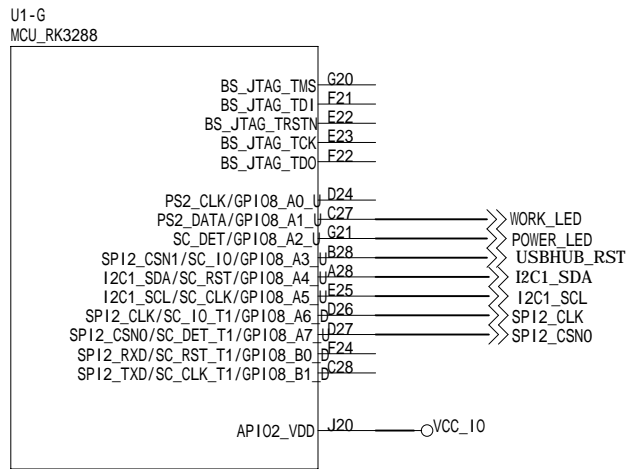 U1-G
MCU_RK3288
BS_JTAG_TMS G20
BS_JTAG_TDI F21
BS_JTAG_TRSTN E22
BS_JTAG_TCK E23
BS_JTAG_TDO F22
PS2_CLK/GPIO8_A0_U D24
PS2_DATA/GPIO8_A1_U C27 WORK_LED
SC_DET/GPIO8_A2_U G21 POWER_LED
SPI2_CSN1/SC_IO/GPIO8_A3_U B28 USBHUB_RST
I2C1_SDA/SC_RST/GPIO8_A4_U A28 I2C1_SDA
I2C1_SCL/SC_CLK/GPIO8_A5_U E25 I2C1_SCL
SPI2_CLK/SC_IO_T1/GPIO8_A6_D D26 SPI2_CLK
SPI2_CSN0/SC_DET_T1/GPIO8_A7_U D27 SPI2_CSN0
SPI2_RXD/SC_RST_T1/GPIO8_B0_D E24
SPI2_TXD/SC_CLK_T1/GPIO8_B1_D C28
APIO2_VDD J20 VCC_IO